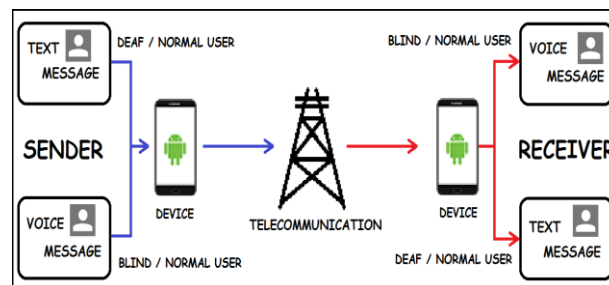 TEXT
MESSAGE
DEAF / NORMAL USER
SENDER
DEVICE
VOICE
MESSAGE
BLIND / NORMAL USER
TELECOMMUNICATION
BLIND / NORMAL USER
VOICE
MESSAGE
DEVICE
RECEIVER
TEXT
MESSAGE
DEAF / NORMAL USER